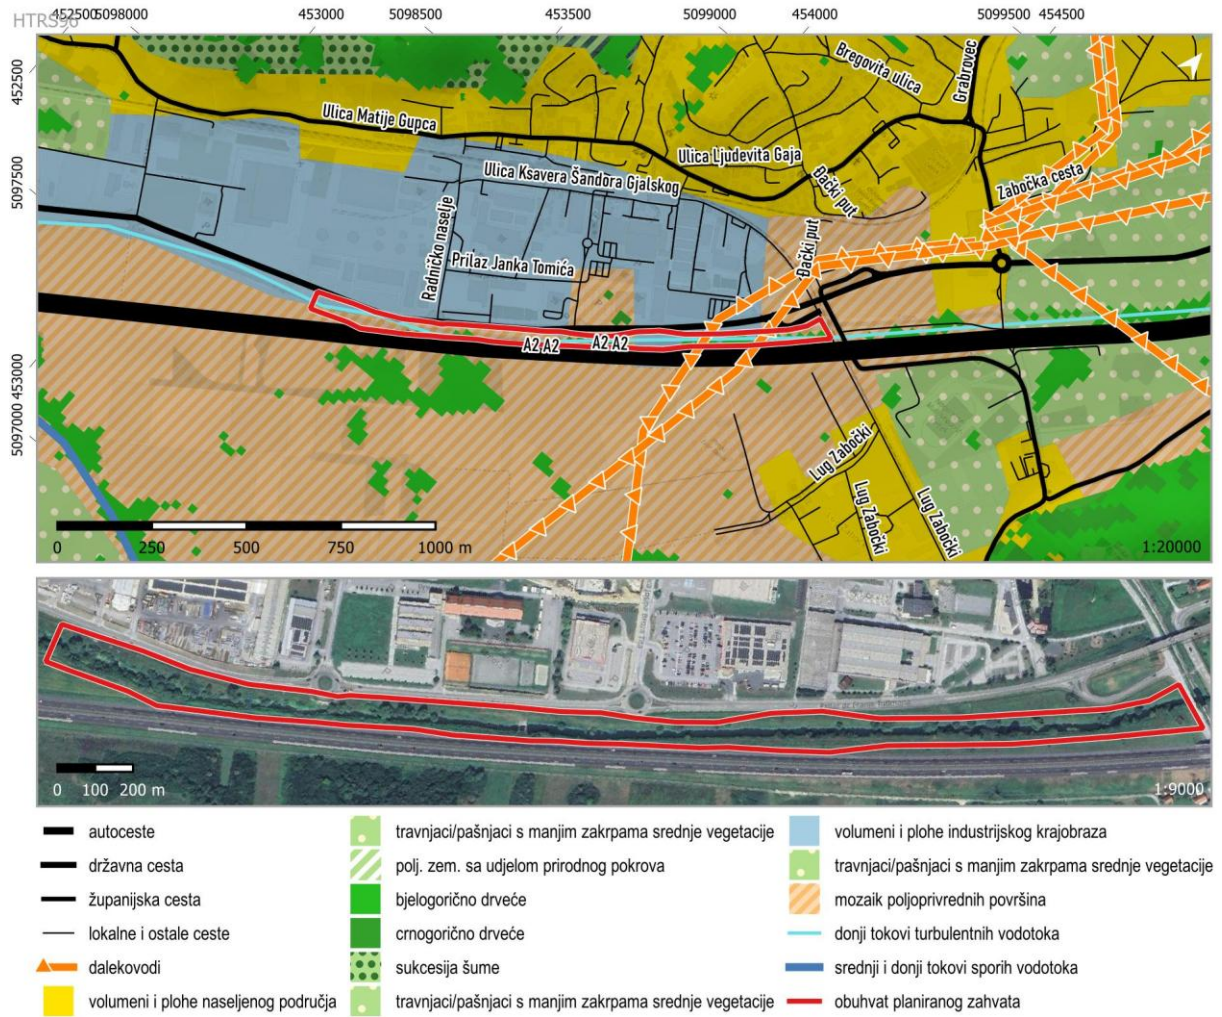 HTRS96
452500 5098000 453000 5098500 453500 5099000 454000 5099500 454500
452500
5097500
453000
5097000
Bregovita ulica
Grabrovec
Ulica Matije Gupca
Ulica Ljudevita Gaja
Ulica Ksavera Šandora Gjalskog
Đački put
Zabočka cesta
Radničko naselje
Đački put
Prilaz Janka Tomića
A2 A2
A2 A2
Lug Zabočki
Lug Zabočki
Lug Zabočki
0 250 500 750 1000 m
1:20000
0 100 200 m
1:9000
autoceste
državna cesta
županijska cesta
lokalne i ostale ceste
dalekovodi
volumeni i plohe naseljenog područja
travnjaci/pašnjaci s manjim zakrpama srednje vegetacije
polj. zem. sa udjelom prirodnog pokrova
bjelogorično drveće
crnogorično drveće
sukcesija šume
travnjaci/pašnjaci s manjim zakrpama srednje vegetacije
volumeni i plohe industrijskog krajobraza
travnjaci/pašnjaci s manjim zakrpama srednje vegetacije
mozaik poljoprivrednih površina
donji tokovi turbulentnih vodotoka
srednji i donji tokovi sporih vodotoka
obuhvat planiranog zahvata